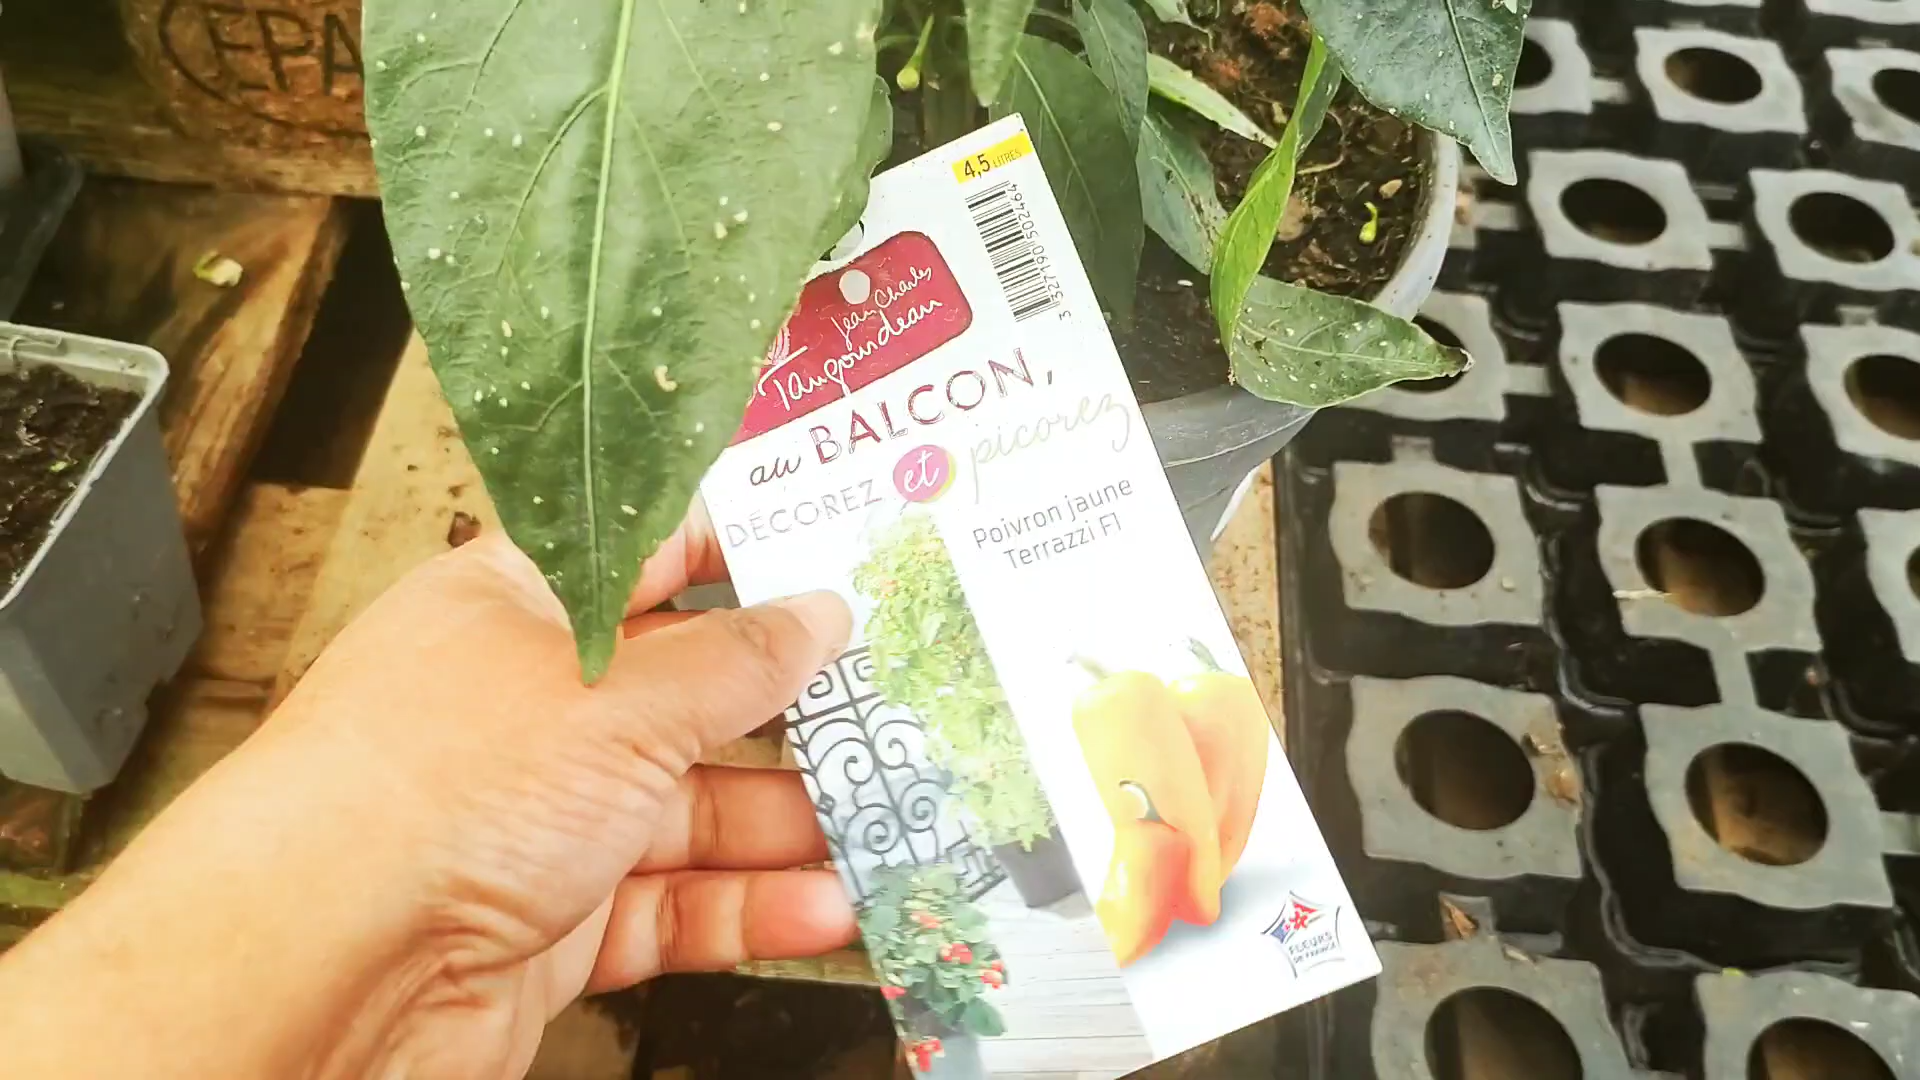 EPA
4,5 LITRES
3 327190 502464
Jean Charles
Tangourdeau
au BALCON,
DÉCOREZ et picorez
Poivron jaune
Terrazzi F1
FLEURS
DE FRANCE